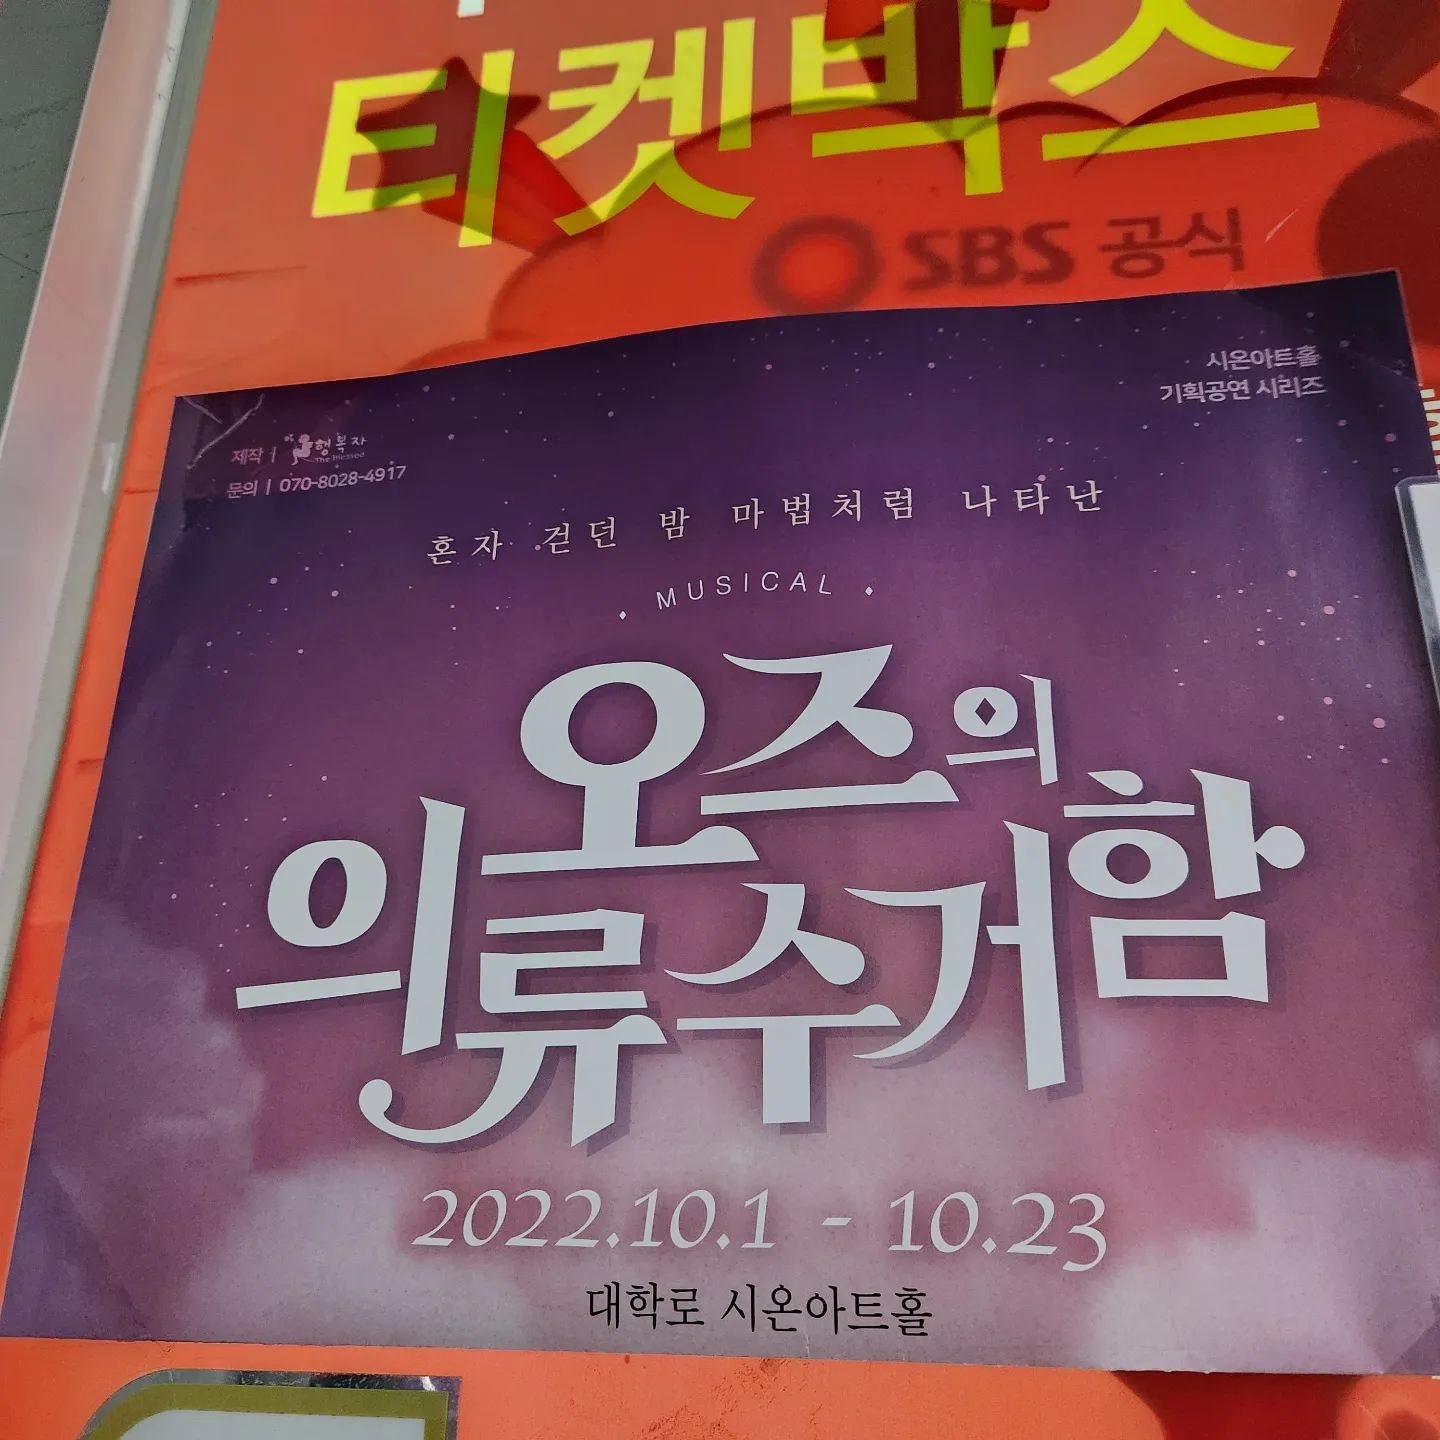 티켓박스
SBS 공식
시온아트홀
기획공연 시리즈
제작 | 행복자
The Blessed
문의 | 070-8028-4917
혼자 걷던 밤 마법처럼 나타난
MUSICAL
오즈의
의류수거함
2022.10.1 - 10.23
대학로 시온아트홀